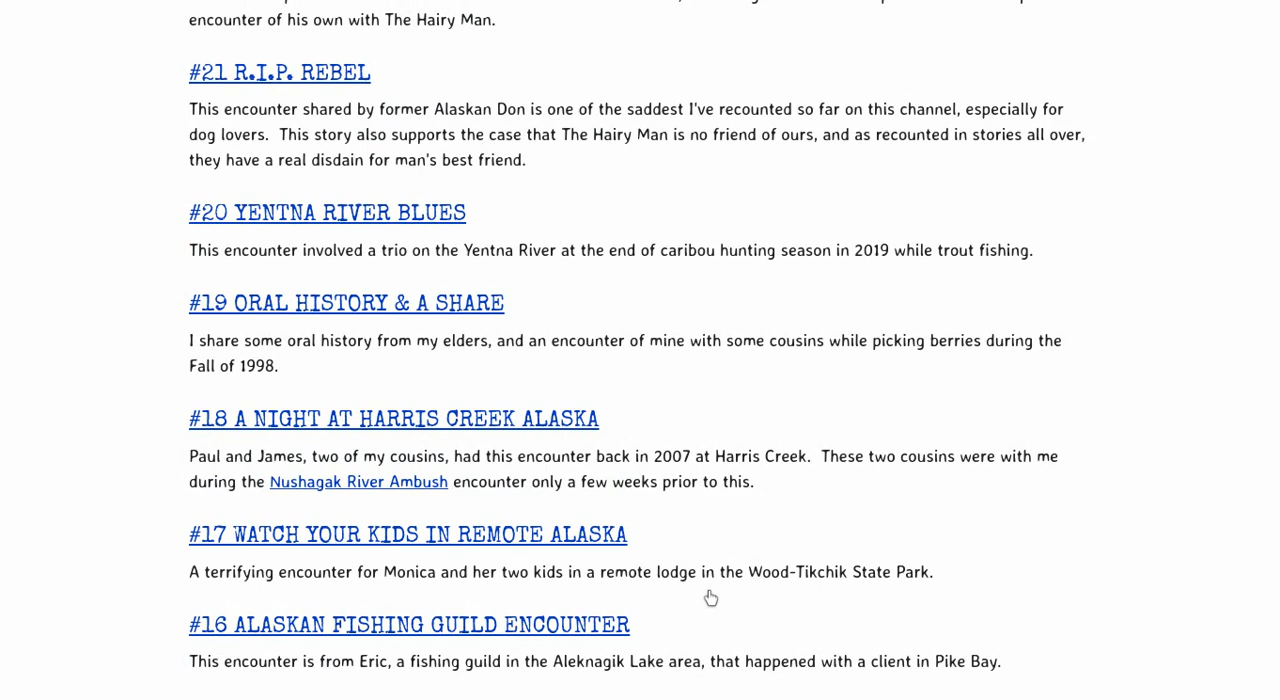 encounter of his own with The Hairy Man.
#21 R.I.P. REBEL
This encounter shared by former Alaskan Don is one of the saddest I've recounted so far on this channel, especially for
dog lovers.  This story also supports the case that The Hairy Man is no friend of ours, and as recounted in stories all over,
they have a real disdain for man's best friend.
#20 YENTNA RIVER BLUES
This encounter involved a trio on the Yentna River at the end of caribou hunting season in 2019 while trout fishing.
#19 ORAL HISTORY & A SHARE
I share some oral history from my elders, and an encounter of mine with some cousins while picking berries during the
Fall of 1998.
#18 A NIGHT AT HARRIS CREEK ALASKA
Paul and James, two of my cousins, had this encounter back in 2007 at Harris Creek.  These two cousins were with me
during the Nushagak River Ambush encounter only a few weeks prior to this.
#17 WATCH YOUR KIDS IN REMOTE ALASKA
A terrifying encounter for Monica and her two kids in a remote lodge in the Wood-Tikchik State Park.
#16 ALASKAN FISHING GUILD ENCOUNTER
This encounter is from Eric, a fishing guild in the Aleknagik Lake area, that happened with a client in Pike Bay.